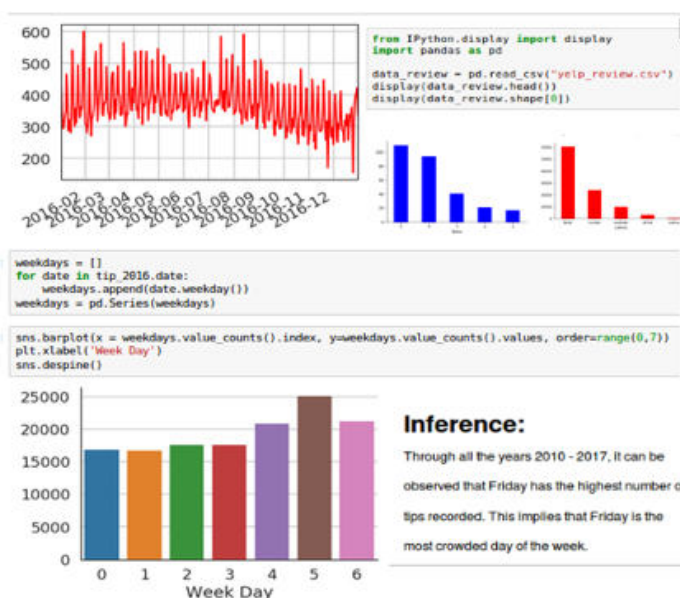 600
500
400
300
200
2016-02
2016-03
2016-04
2016-05
2016-06
2016-07
2016-08
2016-09
2016-10
2016-11
2016-12
from IPython.display import display
import pandas as pd
data_review = pd.read_csv("yelp_review.csv")
display(data_review.head())
display(data_review.shape[0])
weekdays = []
for date in tip_2016.date:
weekdays.append(date.weekday())
weekdays = pd.Series(weekdays)
sns.barplot(x = weekdays.value_counts().index, y=weekdays.value_counts().values, order=range(0,7))
plt.xlabel('Week Day')
sns.despine()
25000
20000
15000
10000
5000
0
0 1 2 3 4 5 6
Week Day
Inference:
Through all the years 2010 - 2017, it can be
observed that Friday has the highest number
tips recorded. This implies that Friday is the
most crowded day of the week.